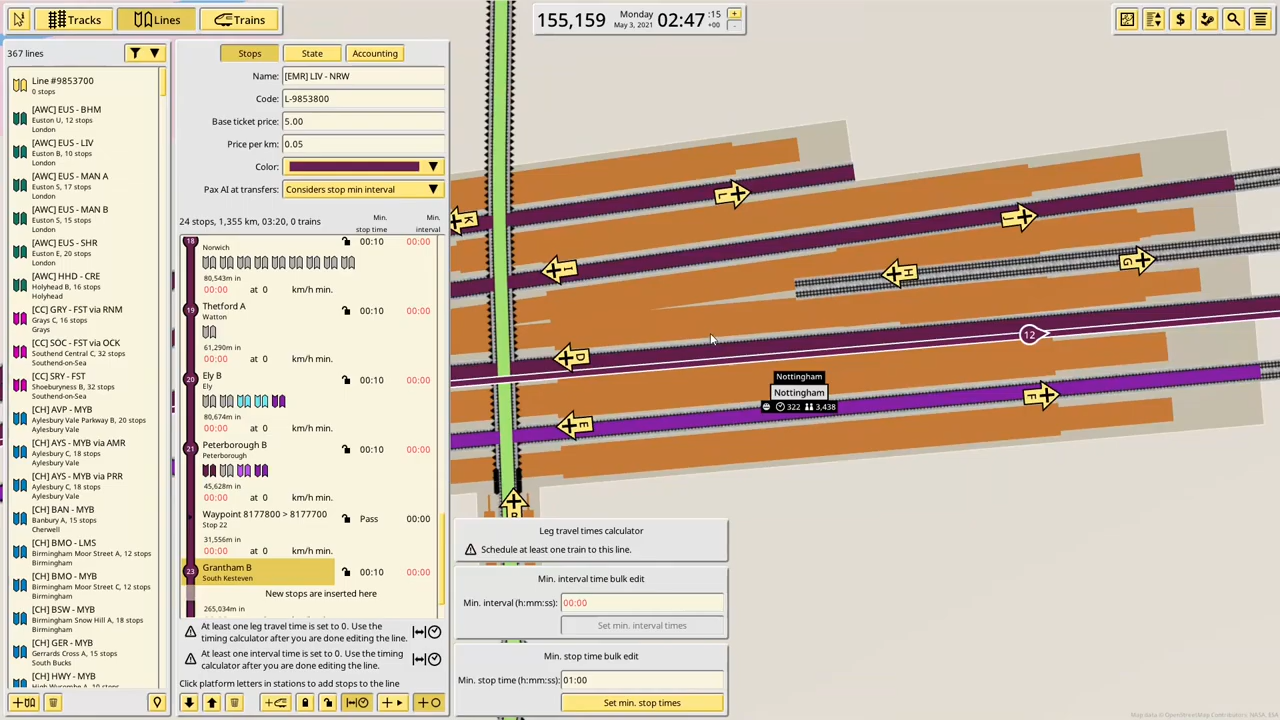 Tracks
Lines
Trains
155,159
Monday
May 3, 2021
02:47
:15
+00
+
-
$
367 lines
Line #9853700
0 stops
[AWC] EUS - BHM
Euston U, 12 stops
London
[AWC] EUS - LIV
Euston B, 10 stops
London
[AWC] EUS - MAN A
Euston S, 17 stops
London
[AWC] EUS - MAN B
Euston S, 15 stops
London
[AWC] EUS - SHR
Euston E, 20 stops
London
[AWC] HHD - CRE
Holyhead B, 16 stops
Holyhead
[CC] GRY - FST via RNM
Grays C, 16 stops
Grays
[CC] SOC - FST via OCK
Southend Central C, 32 stops
Southend-on-Sea
[CC] SRY - FST
Shoeburyness B, 32 stops
Southend-on-Sea
[CH] AVP - MYB
Aylesbury Vale Parkway B, 20 stops
Aylesbury Vale
[CH] AYS - MYB via AMR
Aylesbury C, 18 stops
Aylesbury Vale
[CH] AYS - MYB via PRR
Aylesbury C, 18 stops
Aylesbury Vale
[CH] BAN - MYB
Banbury A, 15 stops
Cherwell
[CH] BMO - LMS
Birmingham Moor Street A, 12 stops
Birmingham
[CH] BMO - MYB
Birmingham Moor Street C, 12 stops
Birmingham
[CH] BSW - MYB
Birmingham Snow Hill A, 18 stops
Birmingham
[CH] GER - MYB
Gerrards Cross A, 15 stops
South Bucks
[CH] HWY - MYB
Stops
State
Accounting
Name:
[EMR] LIV - NRW
Code:
L-9853800
Base ticket price:
5.00
Price per km:
0.05
Color:
Pax AI at transfers:
Considers stop min interval
24 stops, 1,355 km, 03:20, 0 trains
Min.
stop time
Min.
interval
18
00:10
00:00
Norwich
80,543m in
00:00 at 0 km/h min.
19
Thetford A
Watton
00:10
00:00
61,290m in
00:00 at 0 km/h min.
20
Ely B
Ely
00:10
00:00
80,674m in
00:00 at 0 km/h min.
21
Peterborough B
Peterborough
00:10
00:00
45,628m in
00:00 at 0 km/h min.
Waypoint 8177800 > 8177700
Stop 22
Pass
00:00
31,556m in
00:00 at 0 km/h min.
23
Grantham B
South Kesteven
00:10
00:00
New stops are inserted here
265,034m in
At least one leg travel time is set to 0. Use the
timing calculator after you are done editing the line.
At least one interval time is set to 0. Use the timing
calculator after you are done editing the line.
Click platform letters in stations to add stops to the line
K
L
I
J
H
G
D
12
E
F
Nottingham
Nottingham
322
3,438
Leg travel times calculator
Schedule at least one train to this line.
Min. interval time bulk edit
Min. interval (h:mm:ss):
00:00
Set min. interval times
Min. stop time bulk edit
Min. stop time (h:mm:ss):
01:00
Set min. stop times
Map data © OpenStreetMap Contributors, NASA, ESA